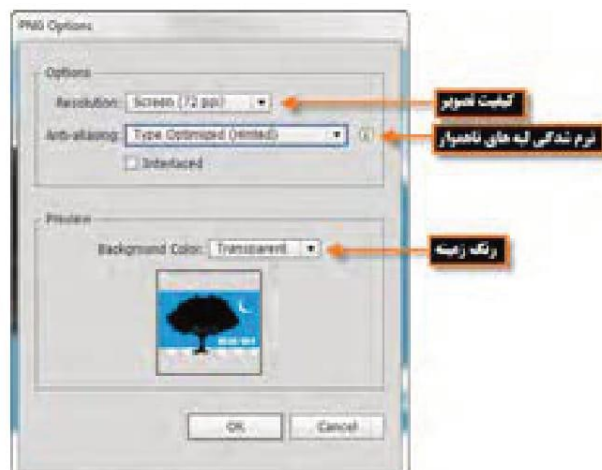 PNG Options
Options
Resolution: Screen (72 ppi)
کیفیت تصویر
Anti-aliasing: Type Optimized (Hinted)
نرم شدگی لبه های ناهموار
Interlaced
Preview
Background Color: Transparent
رنگ زمینه
OK
Cancel